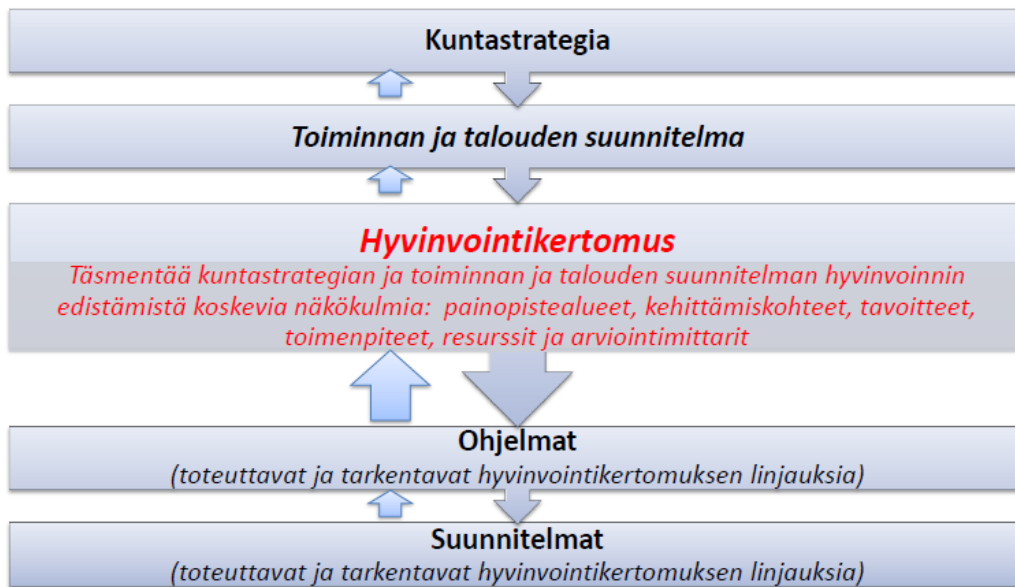 Kuntastrategia
Toiminnan ja talouden suunnitelma
Hyvinvointikertomus
Täsmentää kuntastrategian ja toiminnan ja talouden suunnitelman hyvinvoinnin
edistämistä koskevia näkökulmia: painopistealueet, kehittämiskohteet, tavoitteet,
toimenpiteet, resurssit ja arviointimittarit
Ohjelmat
(toteuttavat ja tarkentavat hyvinvointikertomuksen linjauksia)
Suunnitelmat
(toteuttavat ja tarkentavat hyvinvointikertomuksen linjauksia)